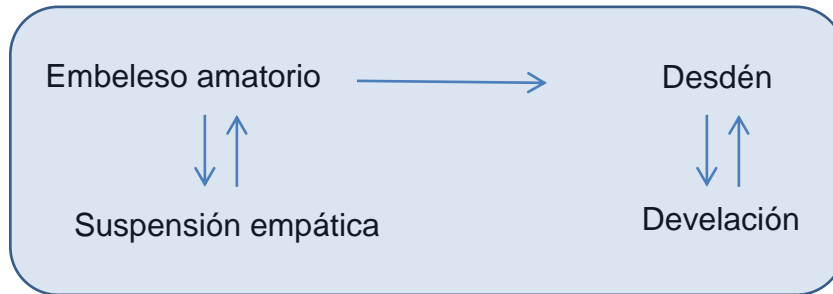 Embeleso amatorio
Desdén
Suspensión empática
Develación